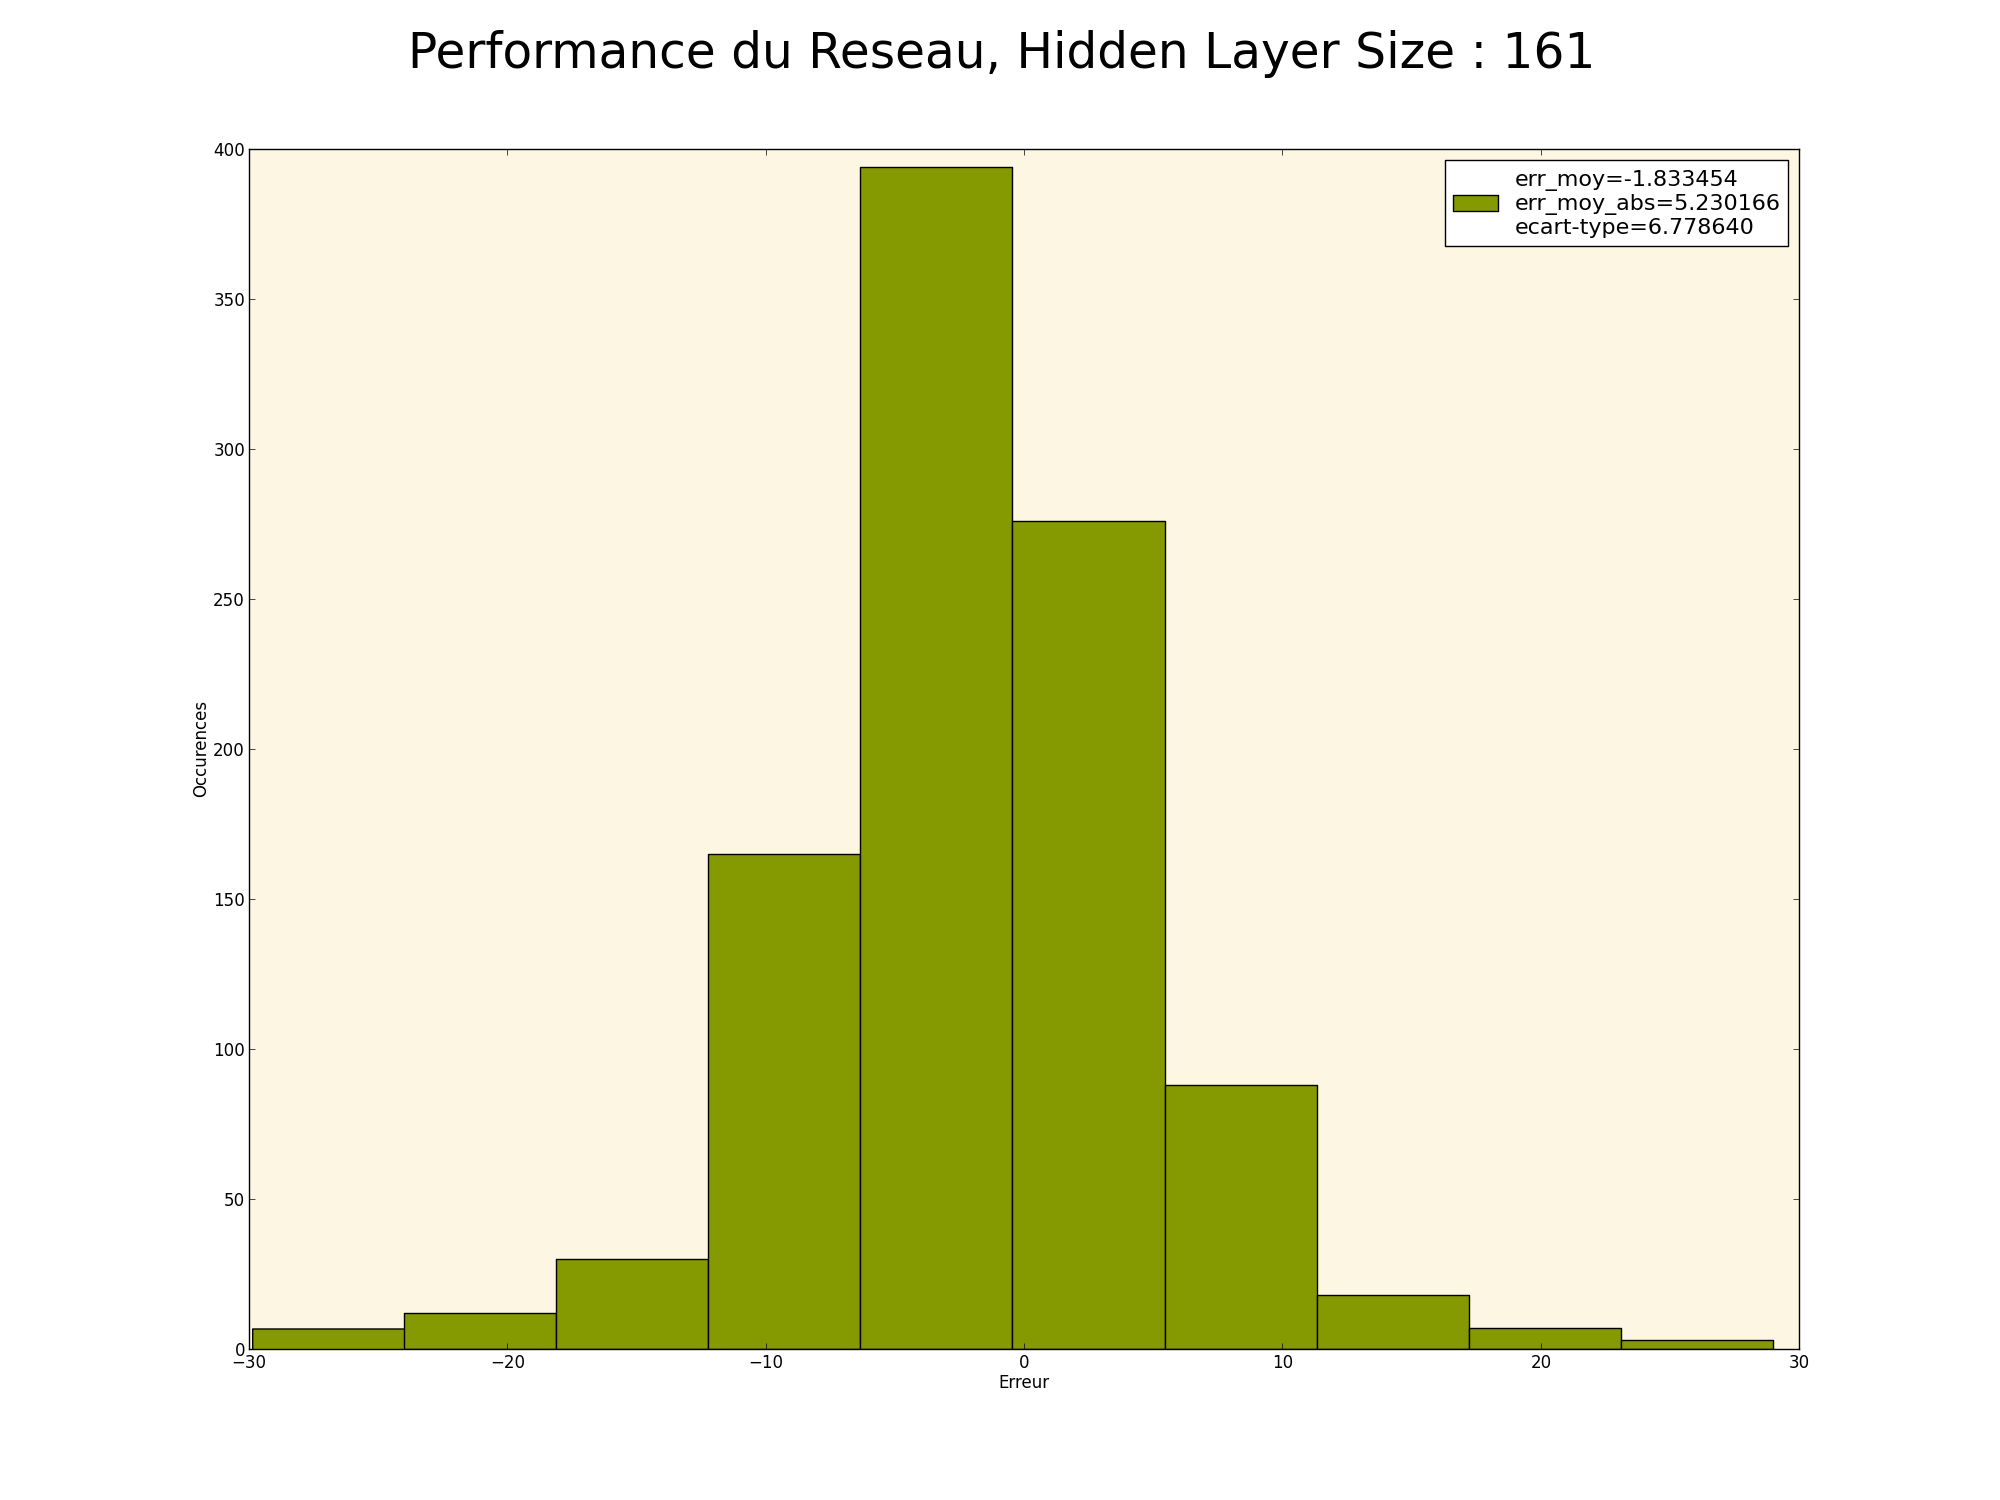 Performance du Reseau, Hidden Layer Size : 161
err_moy=-1.833454
err_moy_abs=5.230166
ecart-type=6.778640
400
350
300
250
200
150
100
50
0
Occurences
−30 −20 −10 0 10 20 30
Erreur